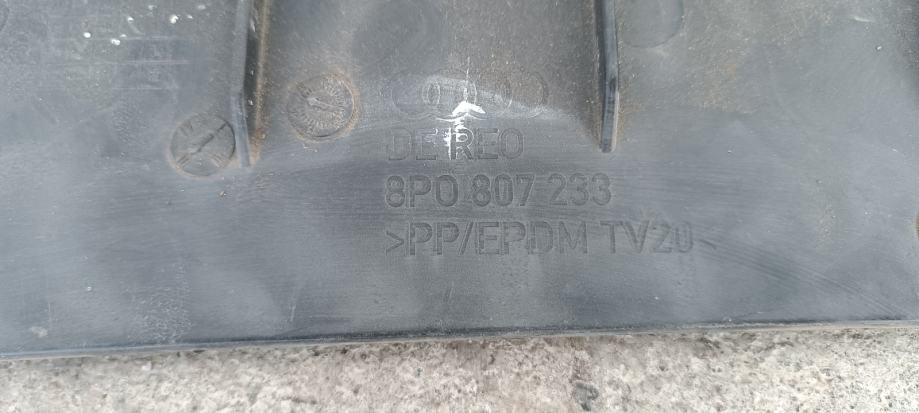 DE REO
8P0 807 233
>PP/EPDM TV20